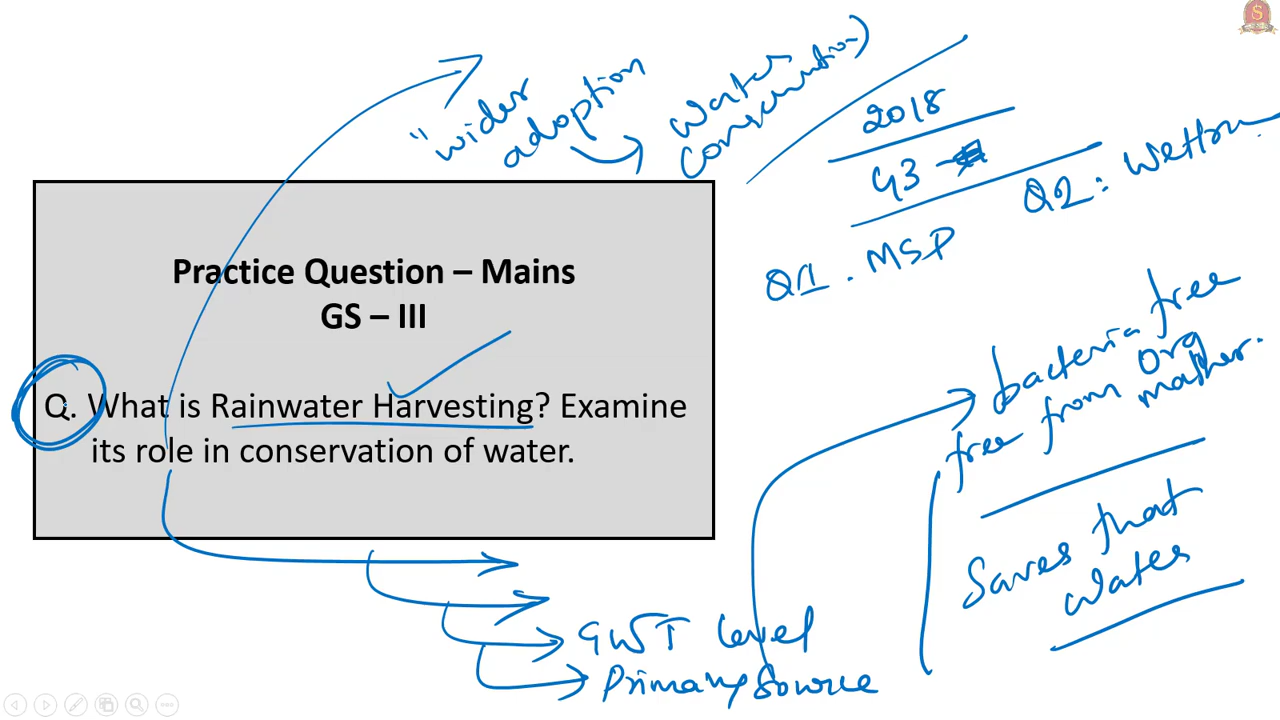 "wider
adoption
Water
Conservation)
2018
G3 -
Q1. MSP
Q2:
Practice Question – Mains
GS – III
Q. What is Rainwater Harvesting? Examine
its role in conservation of water.
bacteria free
free from Org
matter.
Saves that
Water
GWT level
Primary Source
S